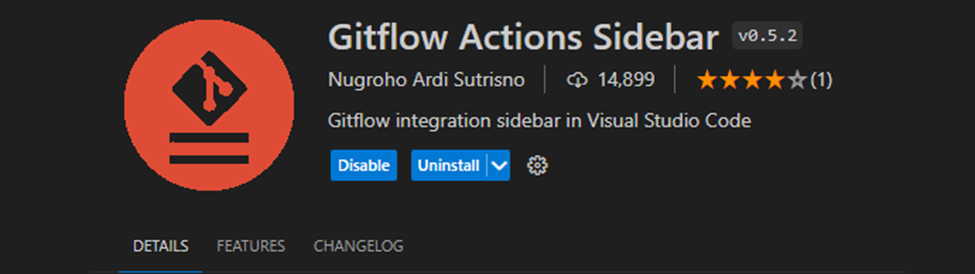 Gitflow Actions Sidebar v0.5.2
Nugroho Ardi Sutrisno 14,899 (1)
Gitflow integration sidebar in Visual Studio Code
Disable Uninstall
DETAILS FEATURES CHANGELOG